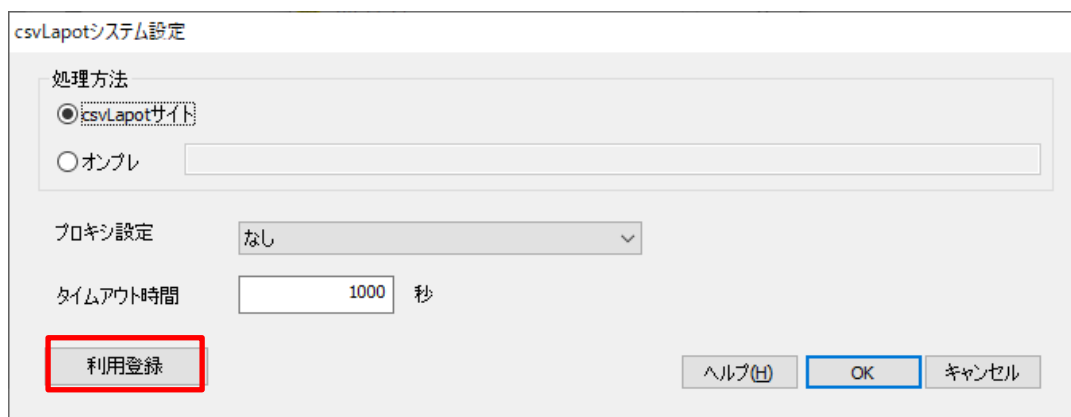 csvLapotシステム設定
処理方法
csvLapotサイト
オンプレ
プロキシ設定
なし
タイムアウト時間
1000
秒
利用登録
ヘルプ(H)
OK
キャンセル